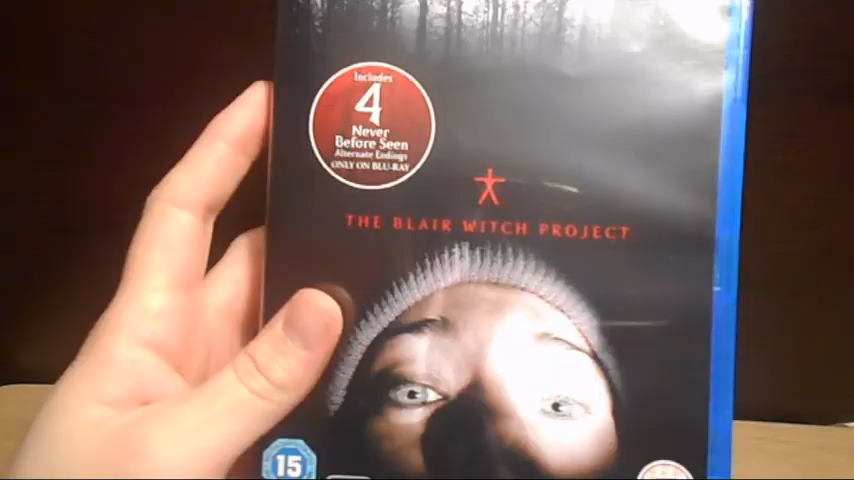 Includes
4
Never
Before Seen
Alternate Endings
ONLY ON BLU-RAY
THE BLAIR WITCH PROJECT
15